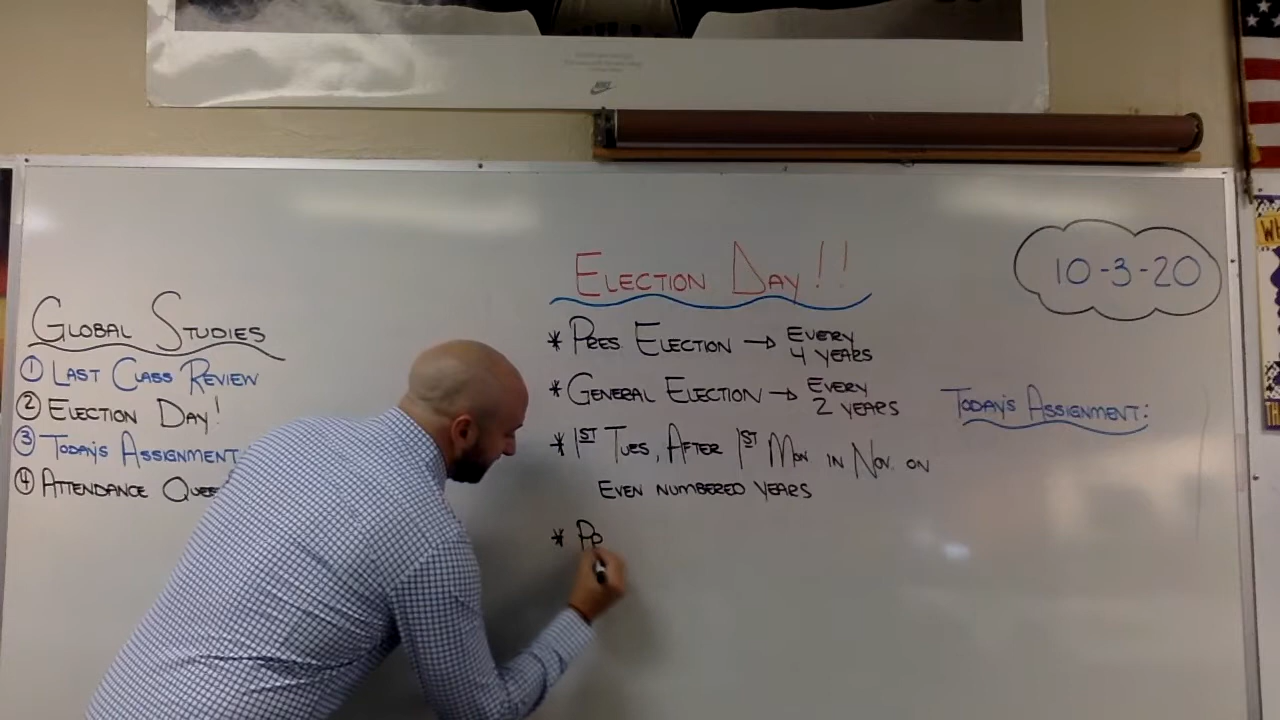 Global Studies
① Last Class Review
② Election Day!
③ Today's Assignment
④ Attendance
Election Day!!
* Pres. Election → Every
4 years
* General Election → Every
2 years
* 1st Tues, After 1st Mon in Nov. on
Even numbered years
* Pr
10-3-20
Today's Assignment: